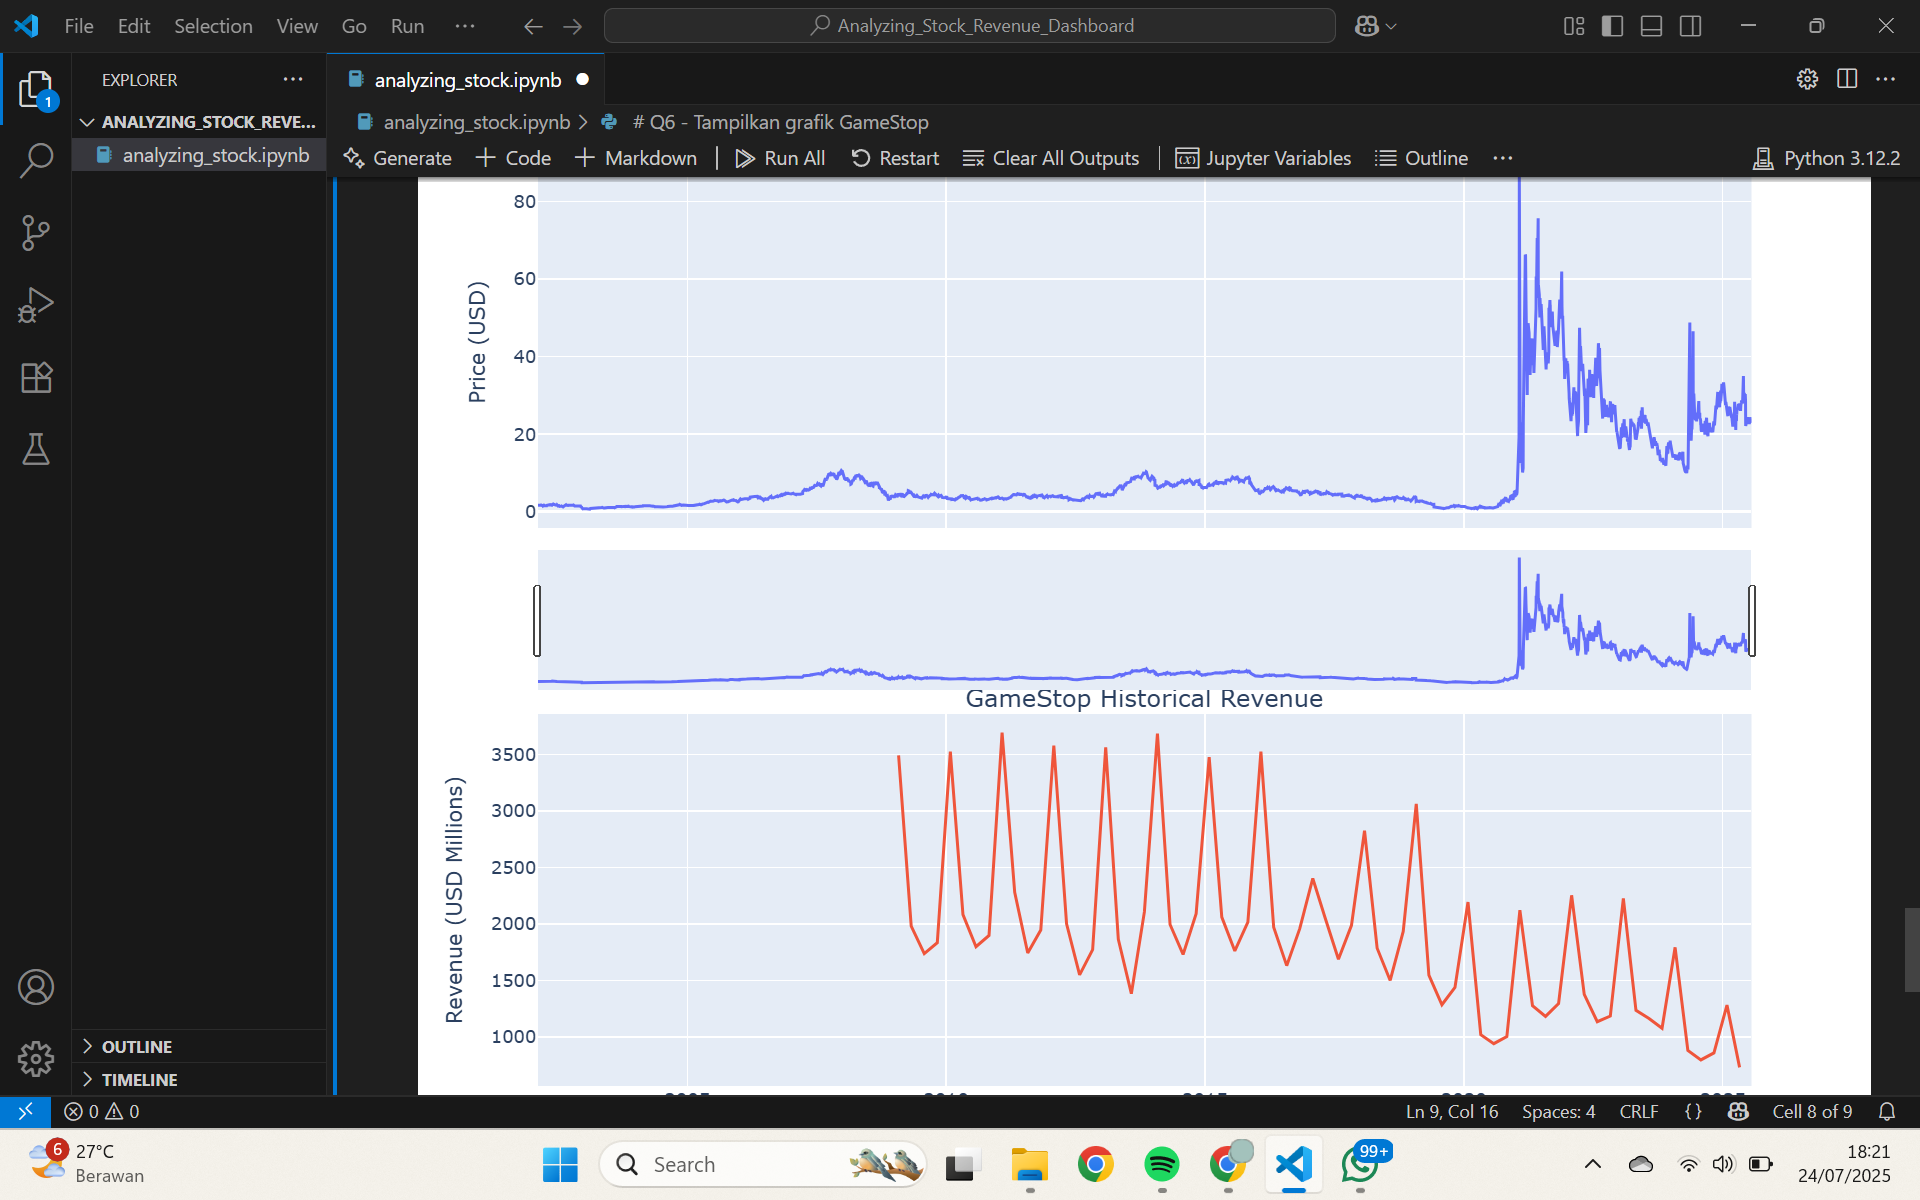 File Edit Selection View Go Run ···
Analyzing_Stock_Revenue_Dashboard
EXPLORER
analyzing_stock.ipynb
1
ANALYZING_STOCK_REVE...
analyzing_stock.ipynb
analyzing_stock.ipynb > # Q6 - Tampilkan grafik GameStop
Generate + Code + Markdown | Run All Restart Clear All Outputs | Jupyter Variables Outline ··· Python 3.12.2
80
60
40
20
0
Price (USD)
GameStop Historical Revenue
3500
3000
2500
2000
1500
1000
Revenue (USD Millions)
OUTLINE
TIMELINE
0 0
Ln 9, Col 16 Spaces: 4 CRLF {} Cell 8 of 9
6
27°C
Berawan
Search
99+
18:21
24/07/2025